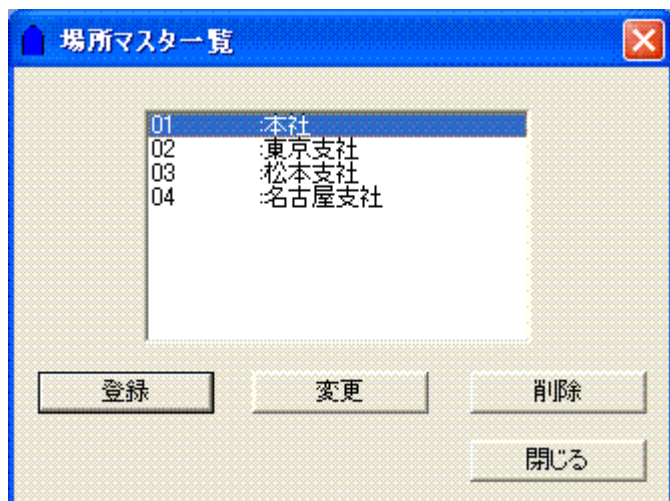 場所マスター覧
01 :本社
02 :東京支社
03 :松本支社
04 :名古屋支社
登録 変更 削除
閉じる